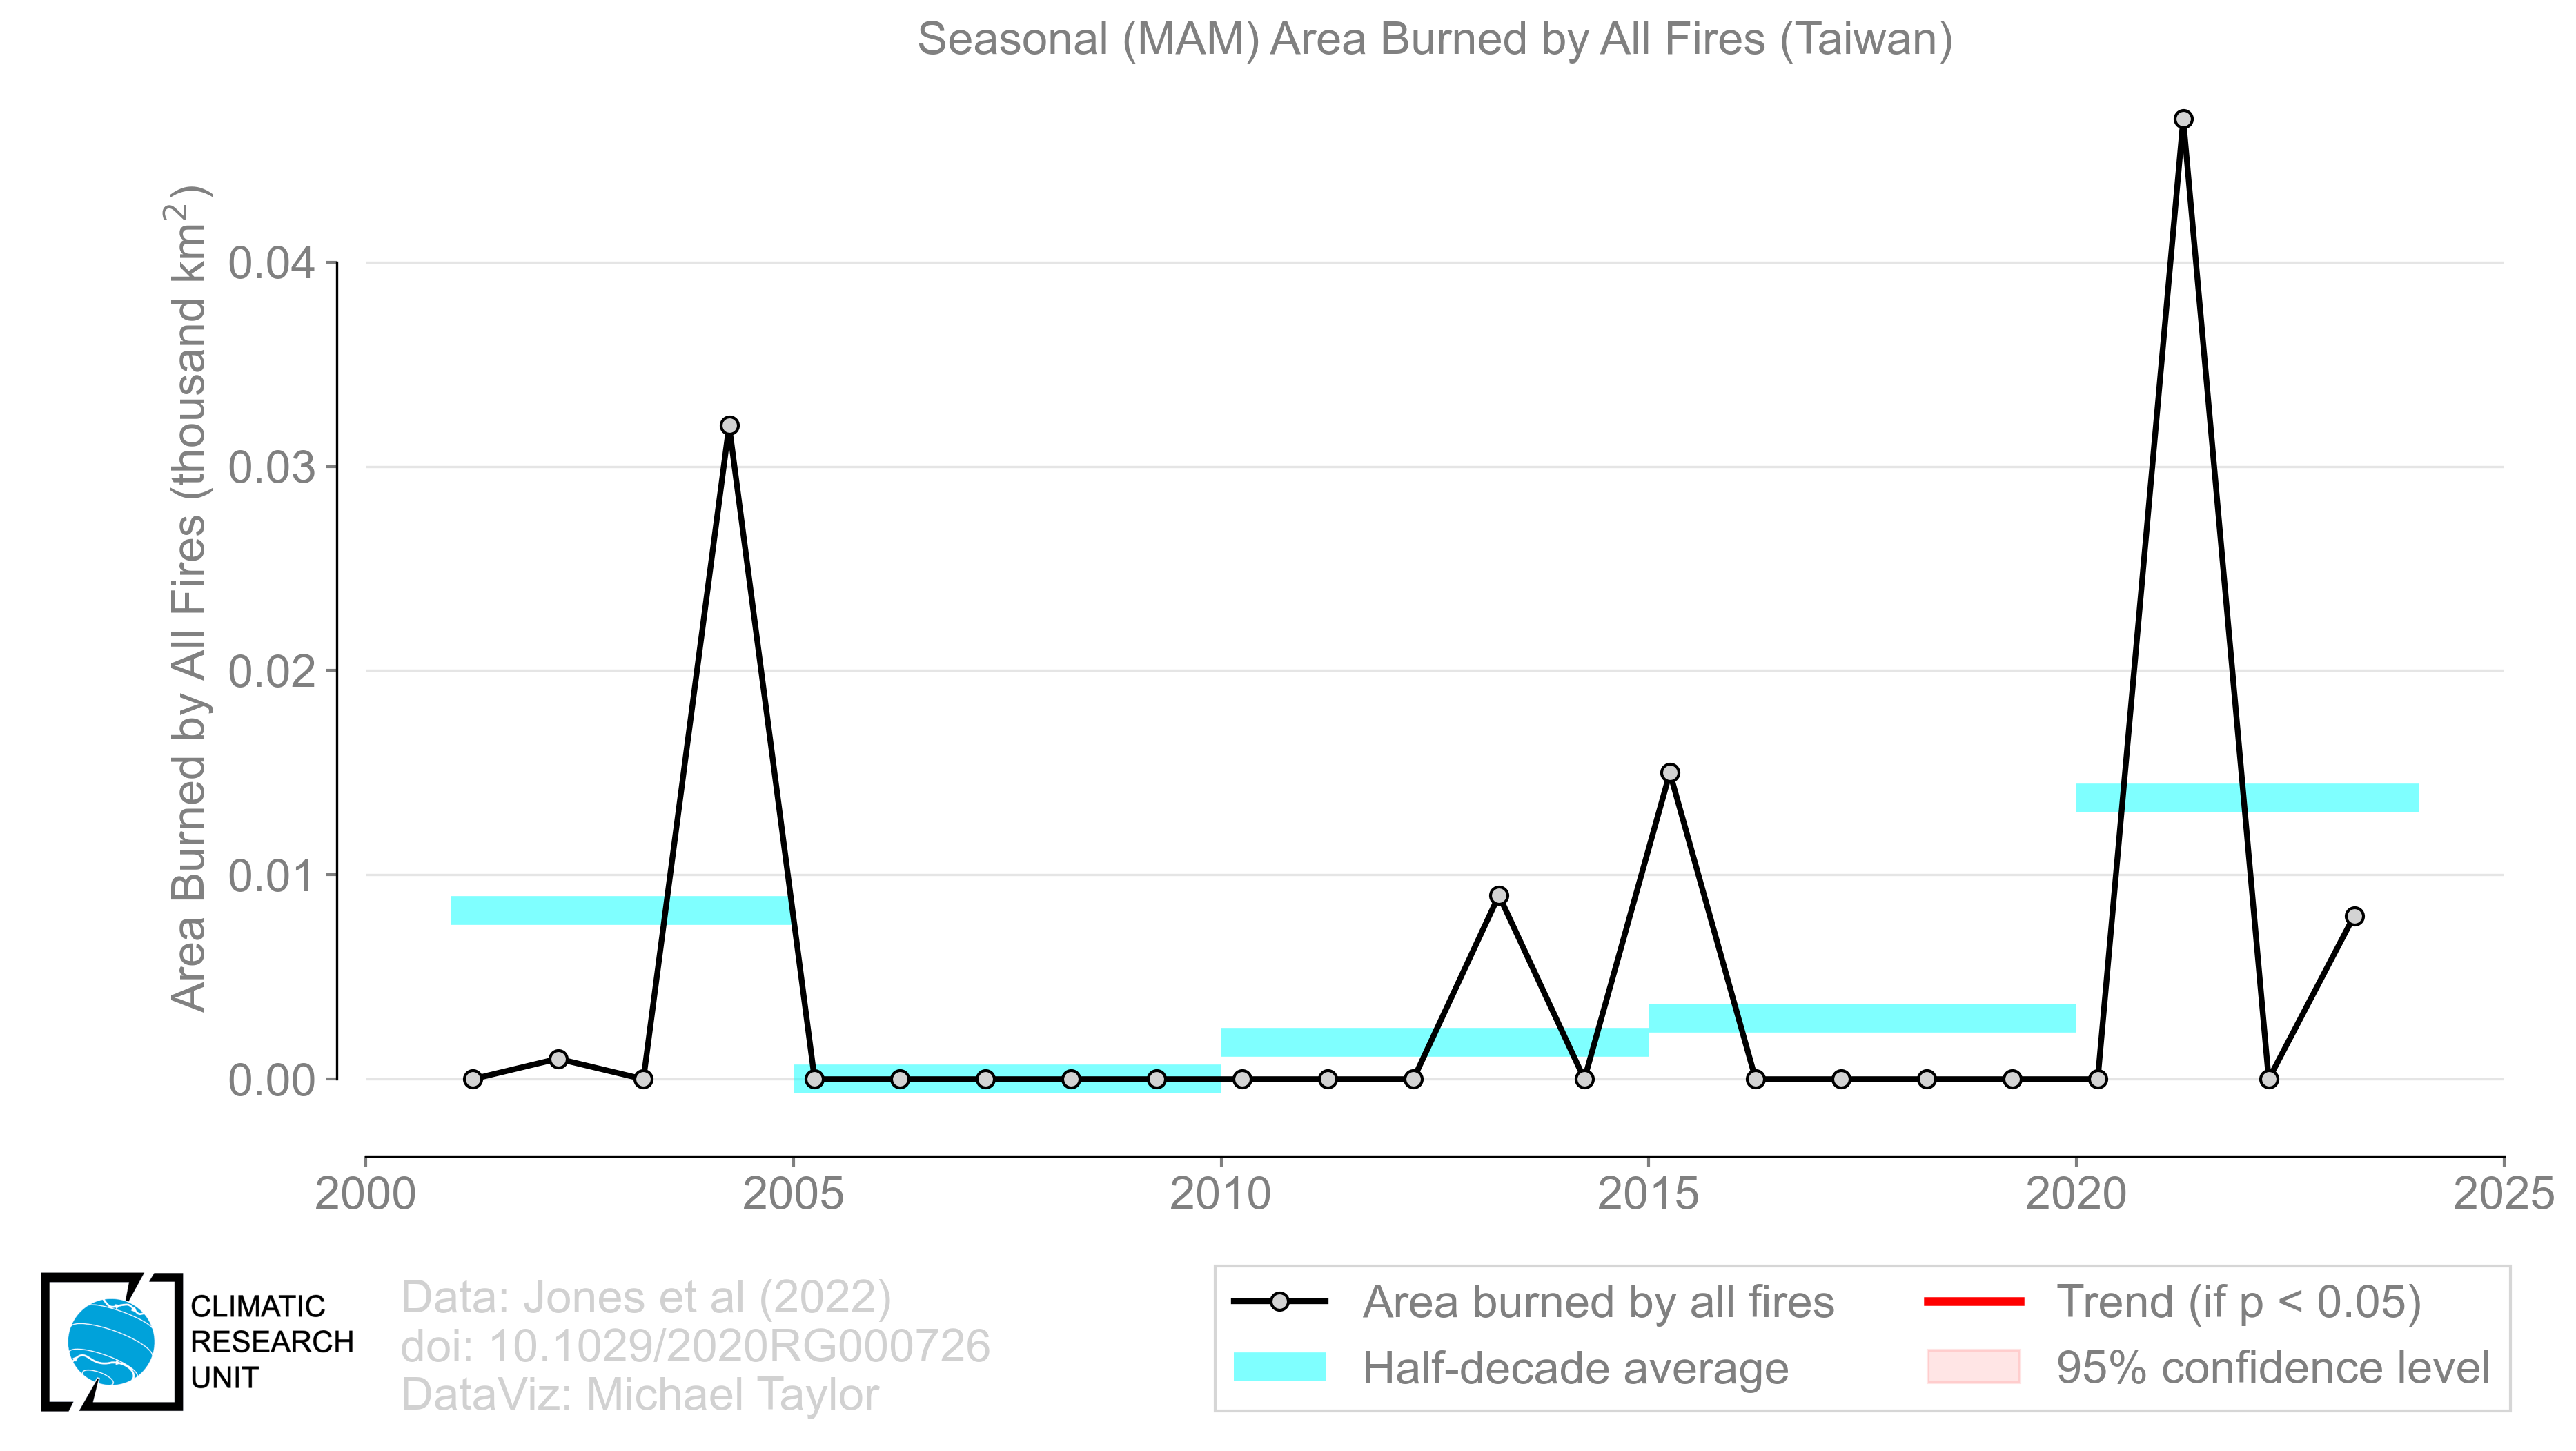 Seasonal (MAM) Area Burned by All Fires (Taiwan)
Area Burned by All Fires (thousand km²)
0.04
0.03
0.02
0.01
0.00
2000 2005 2010 2015 2020 2025
CLIMATIC
RESEARCH
UNIT
Data: Jones et al (2022)
doi: 10.1029/2020RG000726
DataViz: Michael Taylor
Area burned by all fires
Half-decade average
Trend (if p < 0.05)
95% confidence level